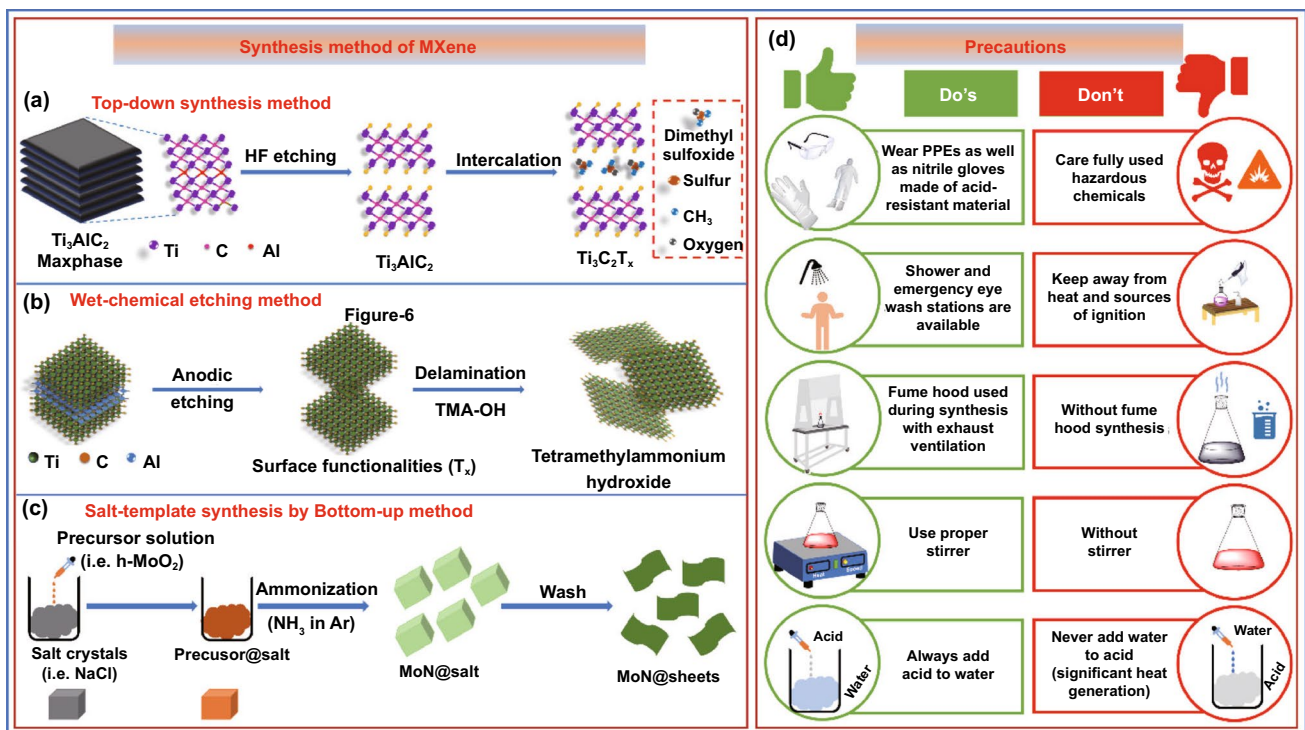 Synthesis method of MXene
(a)
Top-down synthesis method
HF etching
Intercalation
Dimethyl
sulfoxide
Sulfur
CH₃
Oxygen
Ti₃AlC₂
Maxphase
Ti
C
Al
Ti₃AlC₂
Ti₃C₂Tₓ
(b)
Wet-chemical etching method
Figure-6
Anodic
etching
Delamination
TMA-OH
Ti
C
Al
Surface functionalities (Tₓ)
Tetramethylammonium
hydroxide
(c)
Salt-template synthesis by Bottom-up method
Precursor solution
(i.e. h-MoO₂)
Ammonization
(NH₃ in Ar)
Wash
Salt crystals
(i.e. NaCl)
Precusor@salt
MoN@salt
MoN@sheets
(d)
Precautions
Do's
Don't
Wear PPEs as well
as nitrile gloves
made of acid-
resistant material
Care fully used
hazardous
chemicals
Shower and
emergency eye
wash stations are
available
Keep away from
heat and sources
of ignition
Fume hood used
during synthesis
with exhaust
ventilation
Without fume
hood synthesis
Heat
Speed
Use proper
stirrer
Without
stirrer
Acid
Water
Always add
acid to water
Never add water
to acid
(significant heat
generation)
Water
Acid